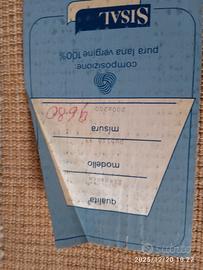 qualità
modello
misura
composizione
pura lana vergine 100%
SISAL
2025/12/20 19:22